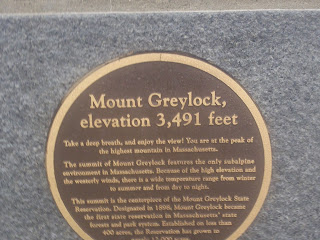 Mount Greylock,
elevation 3,491 feet
Take a deep breath, and enjoy the view! You are at the peak of
the highest mountain in Massachusetts.
The summit of Mount Greylock features the only subalpine
environment in Massachusetts. Because of the high elevation and
the westerly winds, there is a wide temperature range from winter
to summer and from day to night.
This summit is the centerpiece of the Mount Greylock State
Reservation. Designated in 1898, Mount Greylock became
the first state reservation in Massachusetts' state
forests and park system. Established on less than
400 acres, the Reservation has grown to